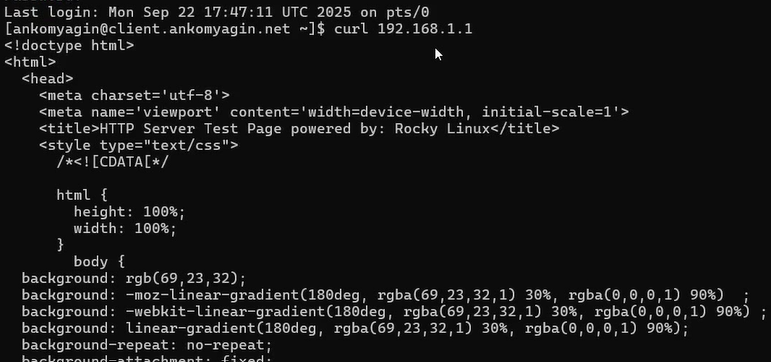 Last login: Mon Sep 22 17:47:11 UTC 2025 on pts/0
[ankomyagin@client.ankomyagin.net ~]$ curl 192.168.1.1
<!doctype html>
<html>
  <head>
    <meta charset='utf-8'>
    <meta name='viewport' content='width=device-width, initial-scale=1'>
    <title>HTTP Server Test Page powered by: Rocky Linux</title>
    <style type="text/css">
      /*<![CDATA[*/

      html {
        height: 100%;
        width: 100%;
      }
        body {
  background: rgb(69,23,32);
  background: -moz-linear-gradient(180deg, rgba(69,23,32,1) 30%, rgba(0,0,0,1) 90%)  ;
  background: -webkit-linear-gradient(180deg, rgba(69,23,32,1) 30%, rgba(0,0,0,1) 90%) ;
  background: linear-gradient(180deg, rgba(69,23,32,1) 30%, rgba(0,0,0,1) 90%);
  background-repeat: no-repeat;
  background-attachment: fixed;